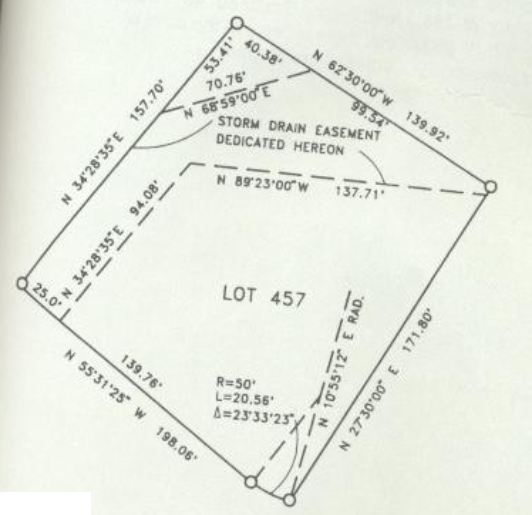 53.41'
40.38'
N 62°30'00" W 139.92'
70.76'
N 68°59'00" E
99.54'
N 34°28'35" E 157.70'
STORM DRAIN EASEMENT
DEDICATED HEREON
N 89°23'00" W 137.71'
N 34°28'35" E 94.08'
25.0'
LOT 457
N 10°55'12" E RAD.
N 27°30'00" E 171.80'
139.76'
N 55°31'25" W 198.06'
R=50'
L=20.56'
Δ=23°33'23"